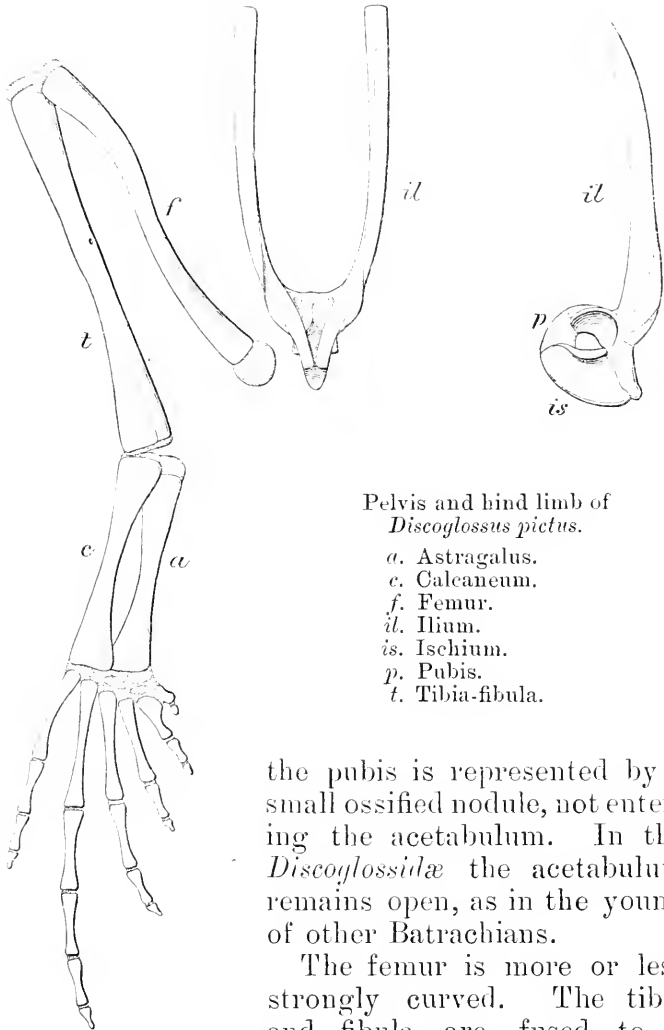 f
il
il
t
p
is
c
a
Pelvis and hind limb of
Discoglossus pictus.
a. Astragalus.
c. Calcaneum.
f. Femur.
il. Ilium.
is. Ischium.
p. Pubis.
t. Tibia-fibula.
the pubis is represented by
small ossified nodule, not enter
ing the acetabulum. In th
Discoglossidæ the acetabulu
remains open, as in the youn
of other Batrachians.
The femur is more or les
strongly curved. The tib
and fibula are fused to